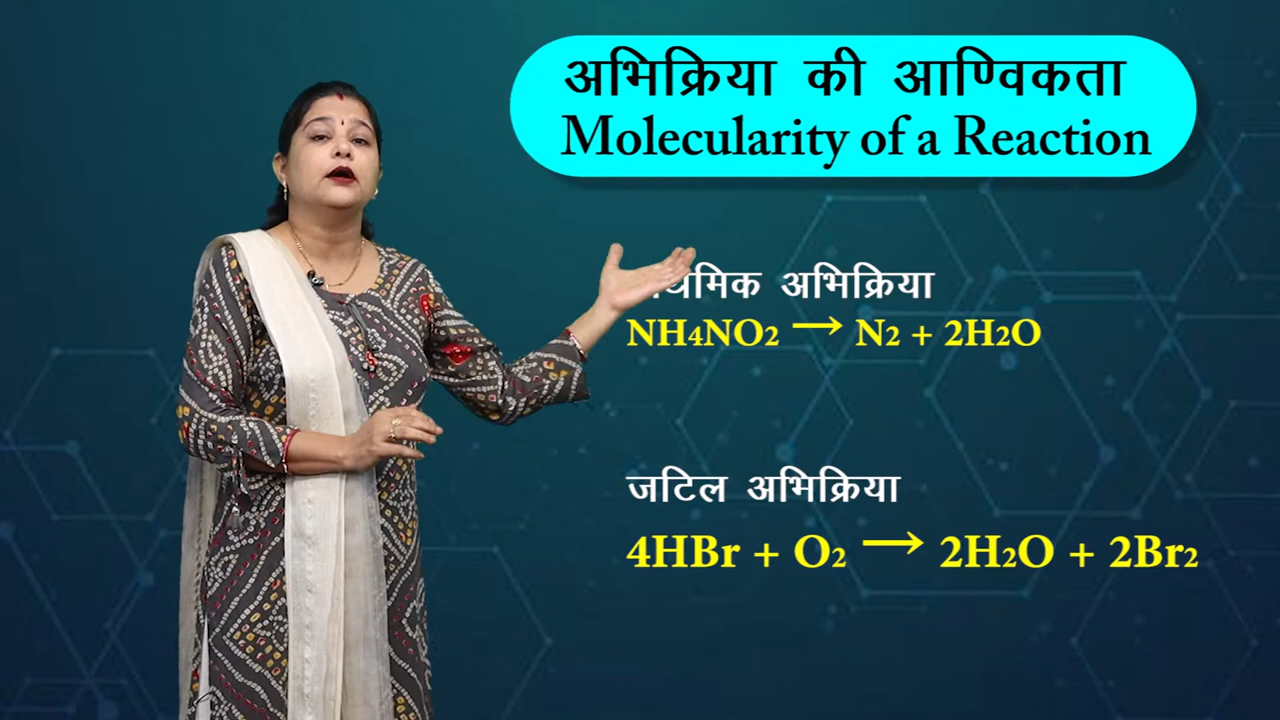 अभिक्रिया की आण्विकता
Molecularity of a Reaction
अभिक्रिया
NH4NO2 → N2 + 2H2O
जटिल अभिक्रिया
4HBr + O2 → 2H2O + 2Br2